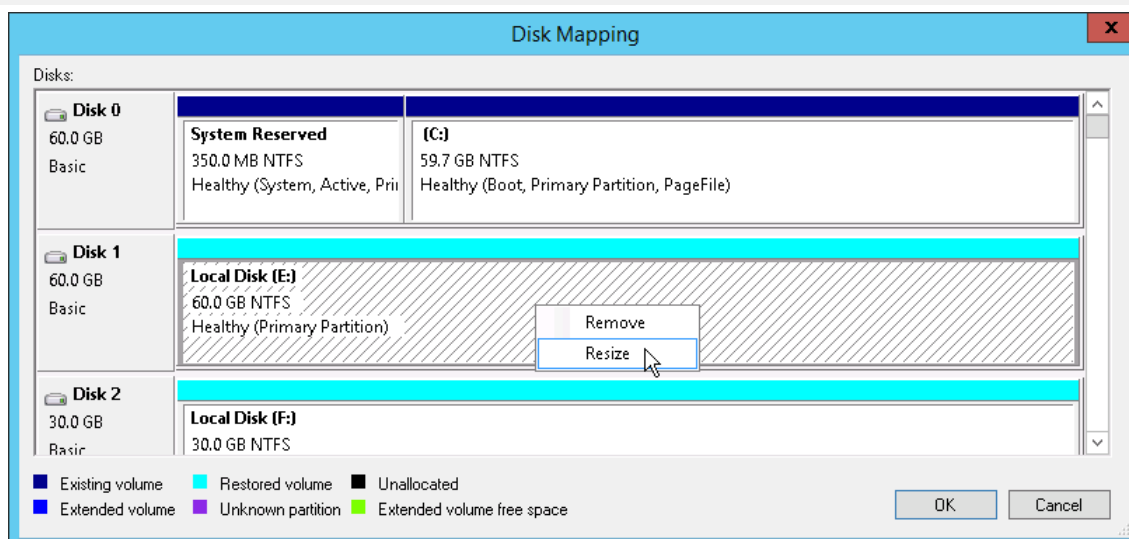 Disk Mapping
x
Disks:
Disk 0
60.0 GB
Basic
System Reserved
350.0 MB NTFS
Healthy (System, Active, Pri
(C:)
59.7 GB NTFS
Healthy (Boot, Primary Partition, PageFile)
Disk 1
60.0 GB
Basic
Local Disk (E:)
60.0 GB NTFS
Healthy (Primary Partition)
Remove
Resize
Disk 2
30.0 GB
Basic
Local Disk (F:)
30.0 GB NTFS
Existing volume
Restored volume
Unallocated
Extended volume
Unknown partition
Extended volume free space
OK
Cancel